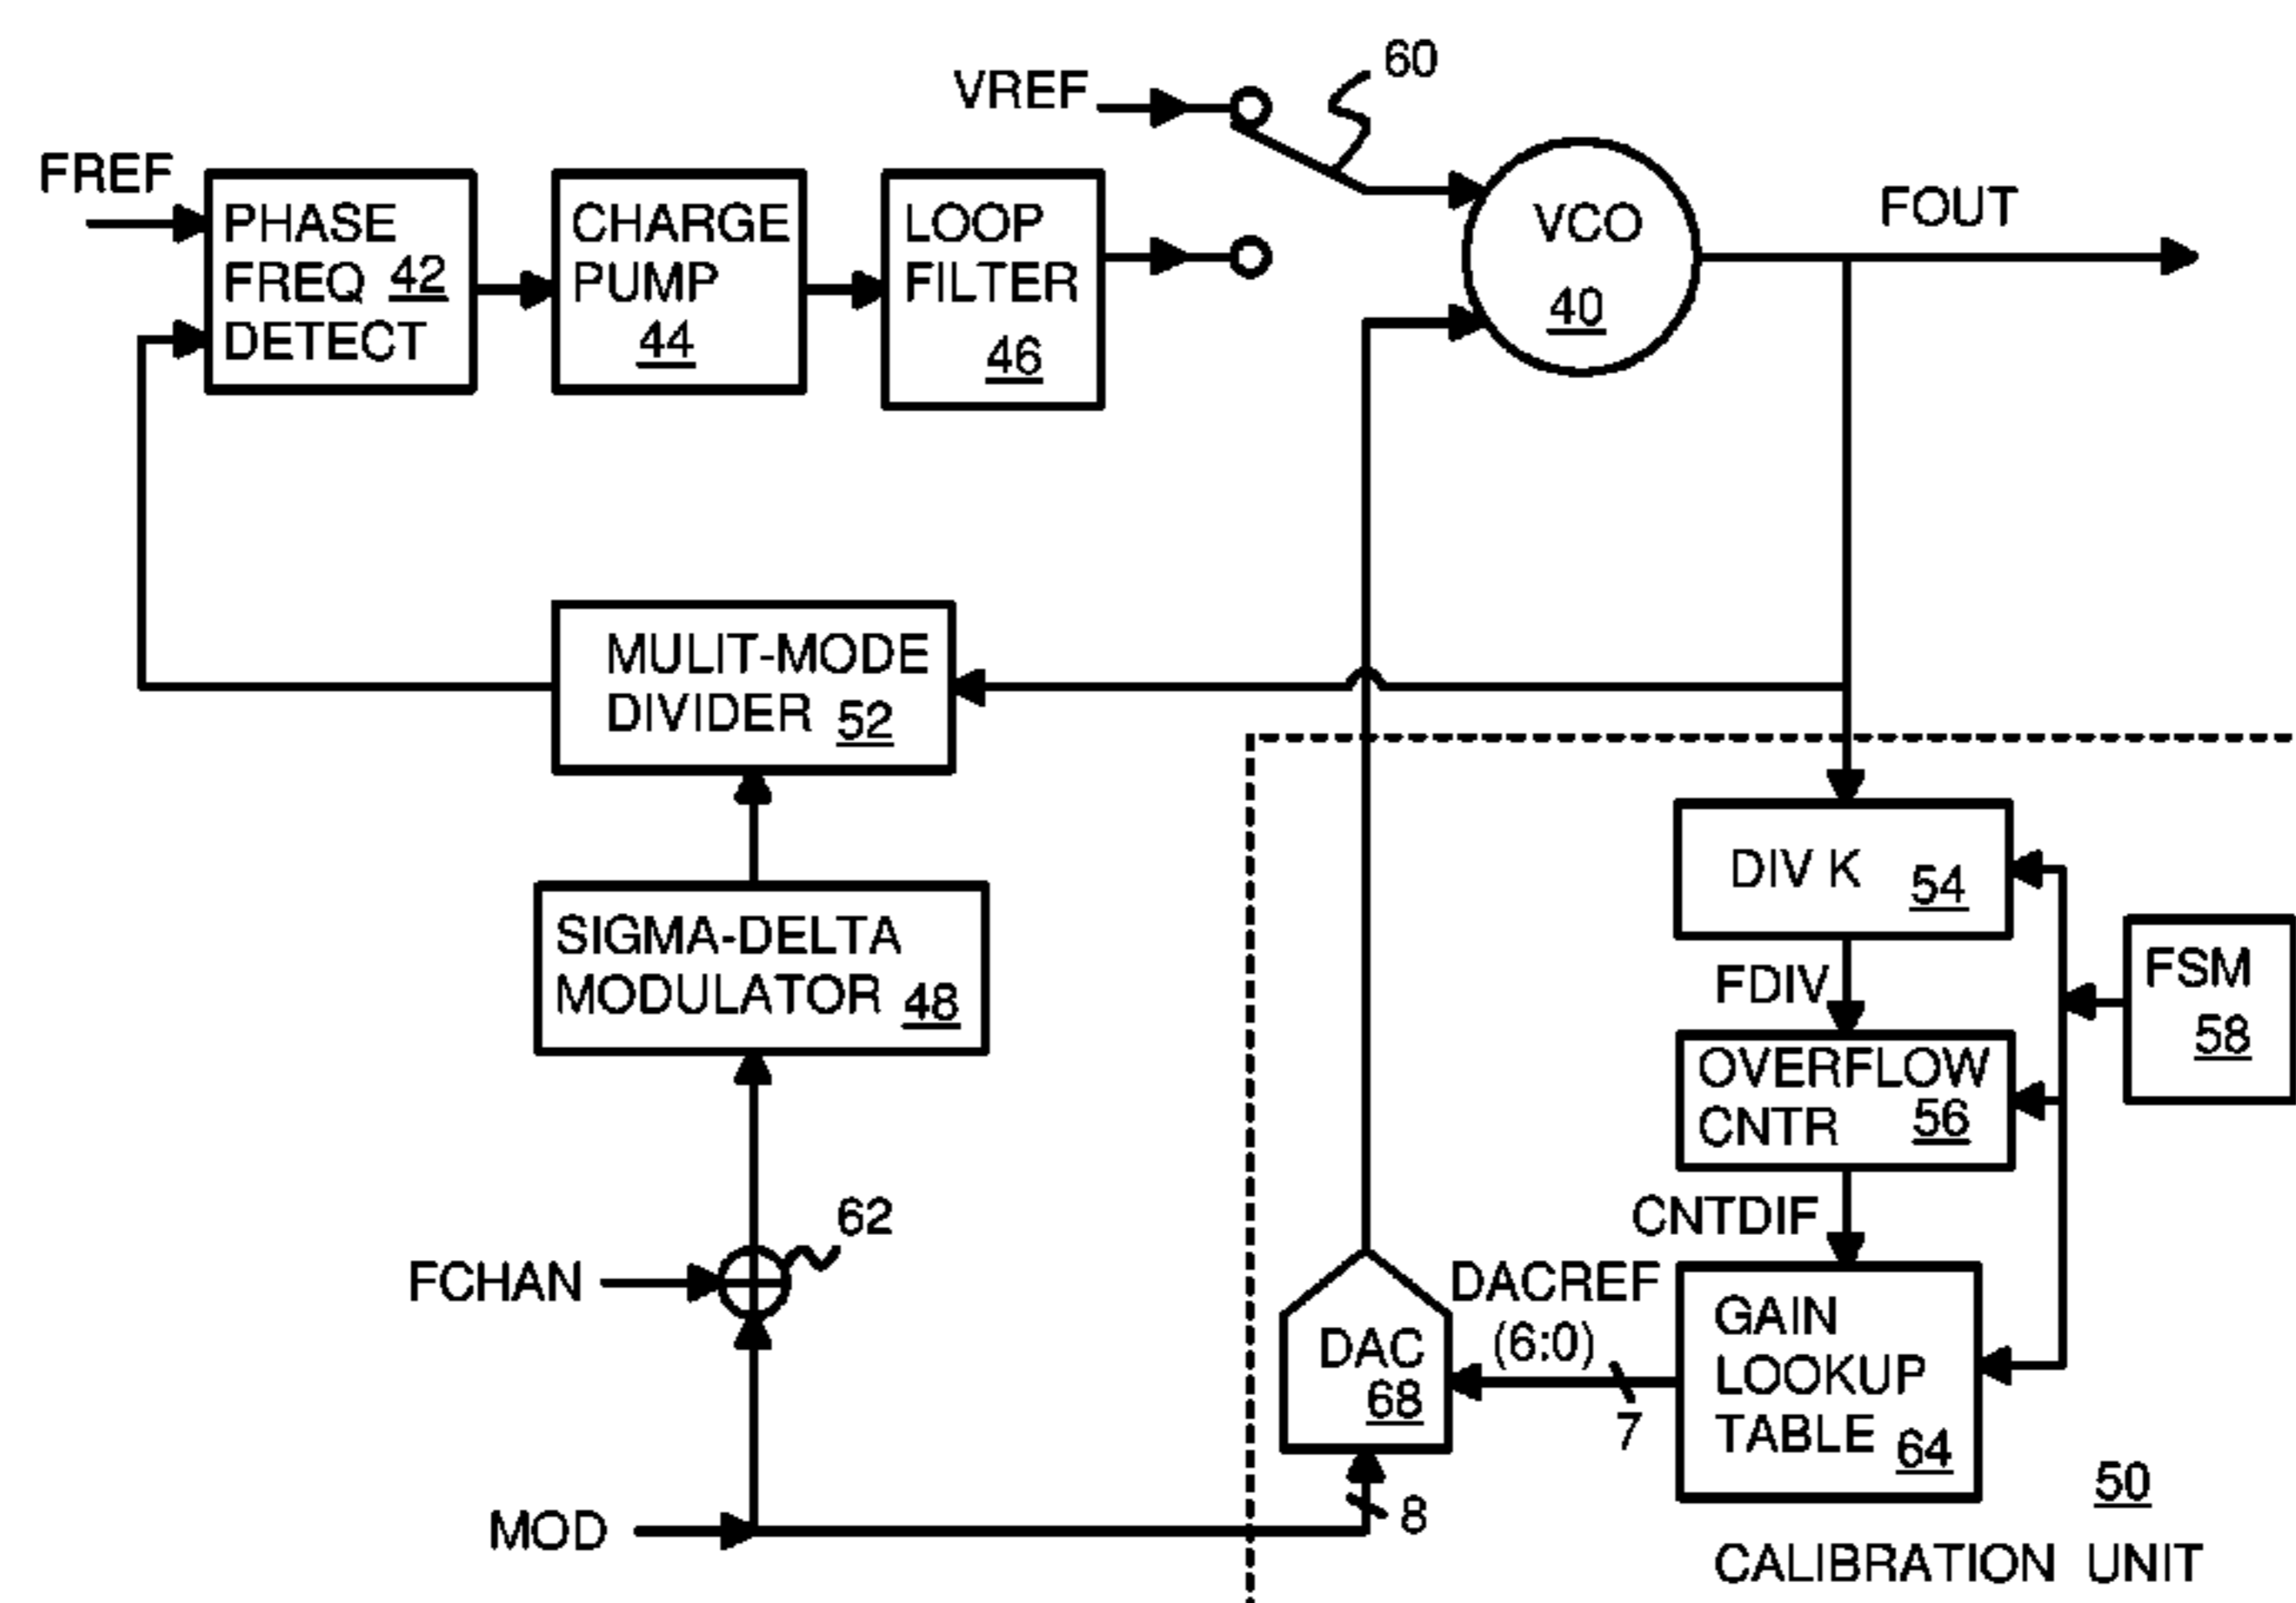 60
VREF
FREF
PHASE
FREQ 42
DETECT
CHARGE
PUMP
44
LOOP
FILTER
46
VCO
40
FOUT
MULIT-MODE
DIVIDER 52
DIV K 54
SIGMA-DELTA
MODULATOR 48
FDIV
FSM
58
OVERFLOW
CNTR 56
CNTDIF
62
FCHAN
DACREF
(6:0)
7
DAC
68
GAIN
LOOKUP
TABLE 64
MOD
8
50
CALIBRATION UNIT